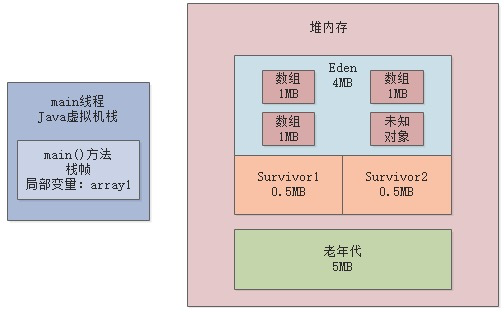 main线程
Java虚拟机栈
main()方法
栈帧
局部变量: array1
堆内存
Eden
4MB
数组
1MB
数组
1MB
数组
1MB
未知
对象
Survivor1
0.5MB
Survivor2
0.5MB
老年代
5MB